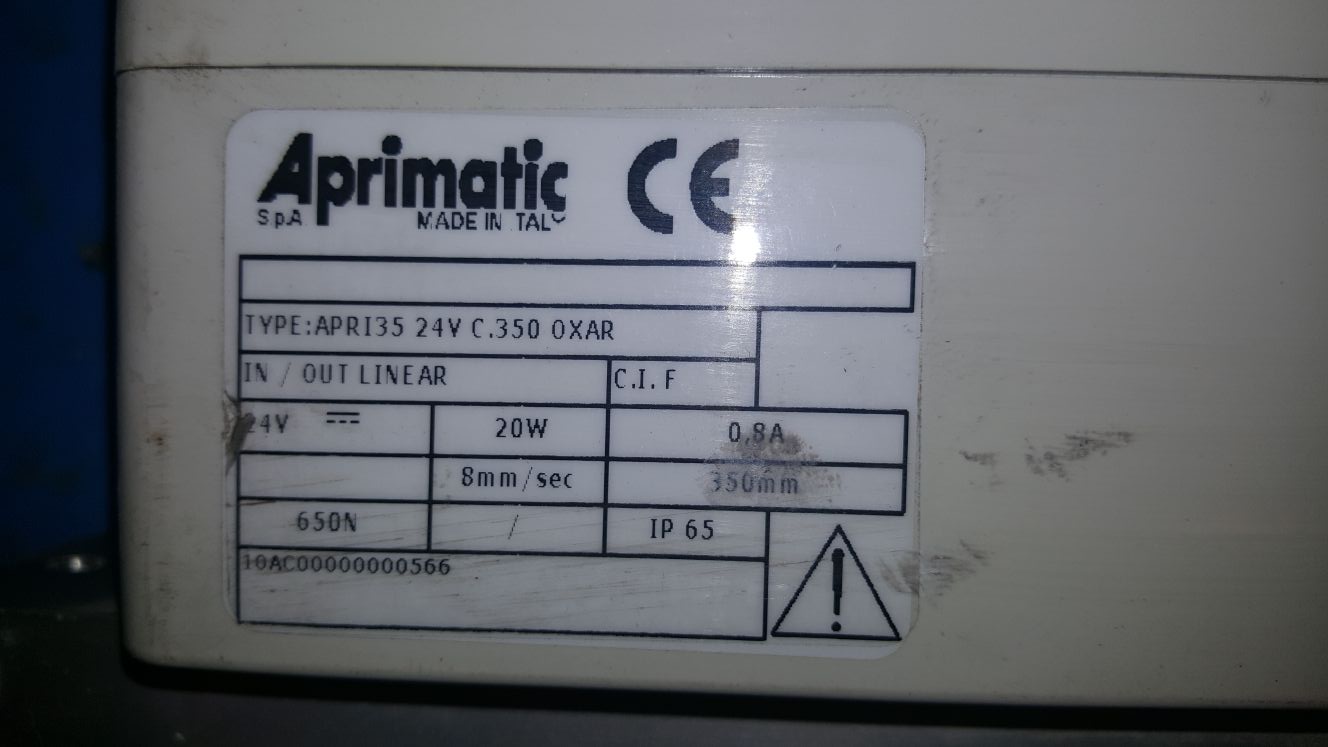 Aprimatic CE
S.p.A. MADE IN ITALY
TYPE:APRI35 24V C.350 OXAR
IN / OUT LINEAR C.I.F
24V 20W 0,8A
8mm/sec 350mm
650N / IP 65
10AC00000000566